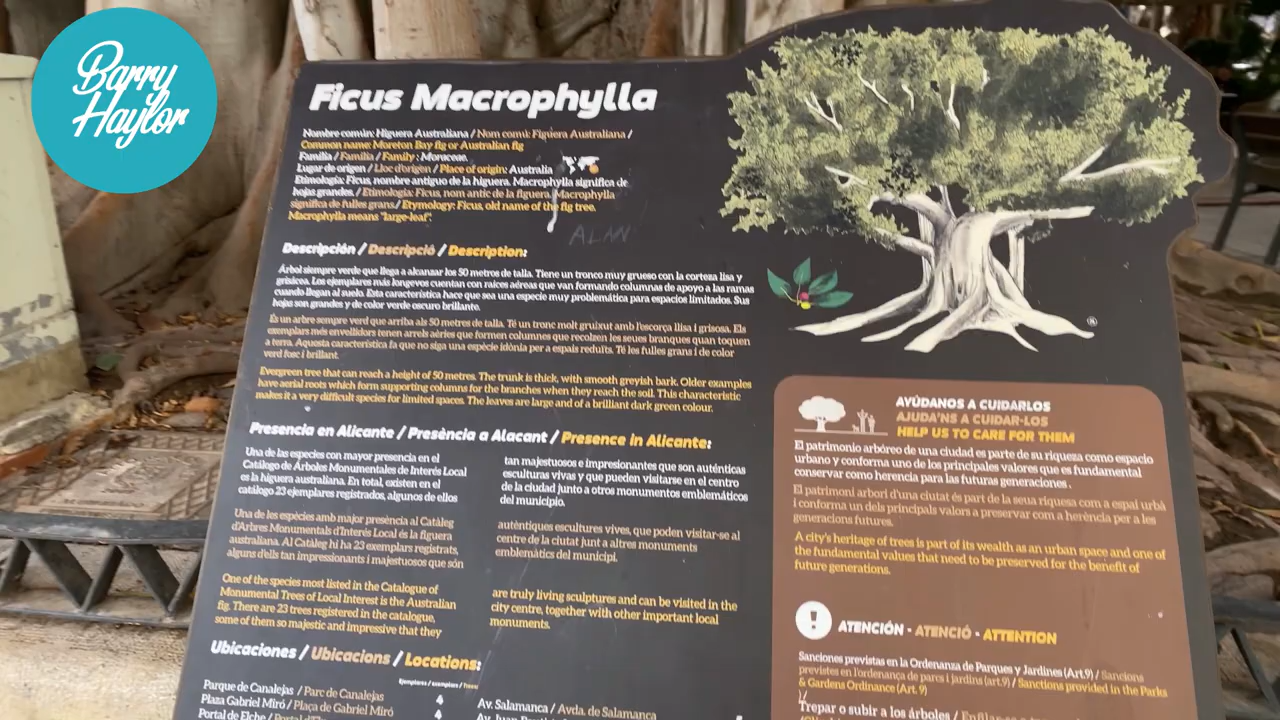 Barry
Haylor
Ficus Macrophylla
Nombre común: Higuera Australiana / Nom comú: Figuera Australiana /
Common name: Moreton Bay fig or Australian fig
Familia / Família / Family : Moraceae.
Lugar de origen / Lloc d'origen / Place of origin: Australia
Etimología: Ficus, nombre antiguo de la higuera. Macrophylla significa de
hojas grandes. / Etimologia: Ficus, nom antic de la figuera. Macrophylla
significa de fulles grans / Etymology: Ficus, old name of the fig tree.
Macrophylla means "large-leaf".
ALAN
Descripción / Descripció / Description:
Árbol siempre verde que llega a alcanzar los 50 metros de talla. Tiene un tronco muy grueso con la corteza lisa y
grisácea. Los ejemplares más longevos cuentan con raíces aéreas que van formando columnas de apoyo a las ramas
cuando llegan al suelo. Esta característica hace que sea una especie muy problemática para espacios limitados. Sus
hojas son grandes y de color verde oscuro brillante.
És un arbre sempre verd que arriba als 50 metres de talla. Té un tronc molt gruixut amb l'escorça llisa i grisosa. Els
exemplars més envellidors tenen arrels aèries que formen columnes que recolzen les seues branques quan toquen
a terra. Aquesta característica fa que no siga una espècie idònia per a espais reduïts. Té les fulles grans i de color
verd fosc i brillant.
Evergreen tree that can reach a height of 50 metres. The trunk is thick, with smooth greyish bark. Older examples
have aerial roots which form supporting columns for the branches when they reach the soil. This characteristic
makes it a very difficult species for limited spaces. The leaves are large and of a brilliant dark green colour.
Presencia en Alicante / Presència a Alacant / Presence in Alicante:
Una de las especies con mayor presencia en el
Catálogo de Árboles Monumentales de Interés Local
es la higuera australiana. En total, existen en el
catálogo 23 ejemplares registrados, algunos de ellos
tan majestuosos e impresionantes que son auténticas
esculturas vivas y que pueden visitarse en el centro
de la ciudad junto a otros monumentos emblemáticos
del municipio.
Una de les espècies amb major presència al Catàleg
d'Arbres Monumentals d'Interés Local és la figuera
australiana. Al Catàleg hi ha 23 exemplars registrats,
alguns d'ells tan impressionants i majestuosos que són
autèntiques escultures vives, que poden visitar-se al
centre de la ciutat junt a altres monuments
emblemàtics del municipi.
One of the species most listed in the Catalogue of
Monumental Trees of Local Interest is the Australian
fig. There are 23 trees registered in the catalogue,
some of them so majestic and impressive that they
are truly living sculptures and can be visited in the
city centre, together with other important local
monuments.
Ubicaciones / Ubicacions / Locations:
Ejemplares / Exemplars / Trees
Parque de Canalejas / Parc de Canalejas 4
Plaza Gabriel Miró / Plaça de Gabriel Miró 4
Portal de Elche /
Av. Salamanca / Avda. de Salamanca
AYÚDANOS A CUIDARLOS
AJUDA'NS A CUIDAR-LOS
HELP US TO CARE FOR THEM
El patrimonio arbóreo de una ciudad es parte de su riqueza como espacio
urbano y conforma uno de los principales valores que es fundamental
conservar como herencia para las futuras generaciones .
El patrimoni arbori d'una ciutat és part de la seua riquesa com a espai urbà
i conforma un dels principals valors a preservar com a herència per a les
generacions futures.
A city's heritage of trees is part of its wealth as an urban space and one of
the fundamental values that need to be preserved for the benefit of
future generations.
! ATENCIÓN - ATENCIÓ - ATTENTION
Sanciones previstas en la Ordenanza de Parques y Jardines (Art.9) / Sancions
previstes en l'ordenança de parcs i jardins (art.9) / Sanctions provided in the Parks
& Gardens Ordinance (Art. 9)
Trepar o subir a los árboles /